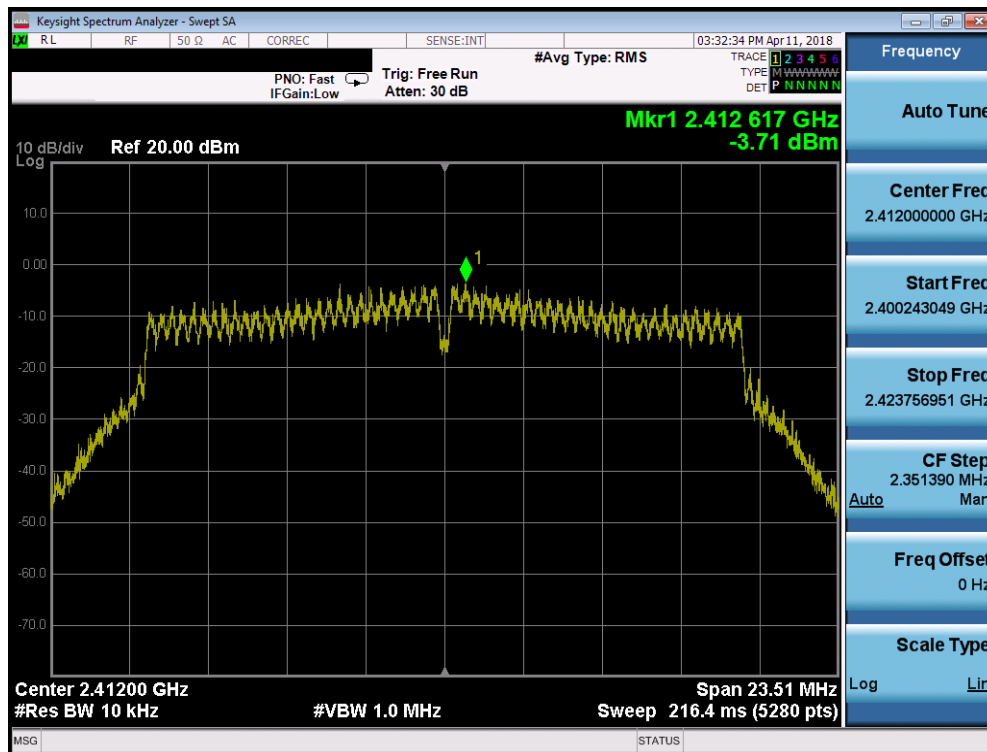 Keysight Spectrum Analyzer - Swept SA
LXI RL RF 50 Ω AC CORREC SENSE:INT 03:32:34 PM Apr 11, 2018
#Avg Type: RMS
TRACE 1 2 3 4 5 6
TYPE M W W W W W
DET P N N N N N
PNO: Fast Trig: Free Run
IFGain:Low Atten: 30 dB
Mkr1 2.412 617 GHz
-3.71 dBm
10 dB/div Ref 20.00 dBm
Log
10.0
0.00
-10.0
-20.0
-30.0
-40.0
-50.0
-60.0
-70.0
1
Center 2.41200 GHz Span 23.51 MHz
#Res BW 10 kHz #VBW 1.0 MHz Sweep 216.4 ms (5280 pts)
MSG STATUS
Frequency
Auto Tune
Center Freq
2.412000000 GHz
Start Freq
2.400243049 GHz
Stop Freq
2.423756951 GHz
CF Step
2.351390 MHz
Auto Man
Freq Offset
0 Hz
Scale Type
Log Lin